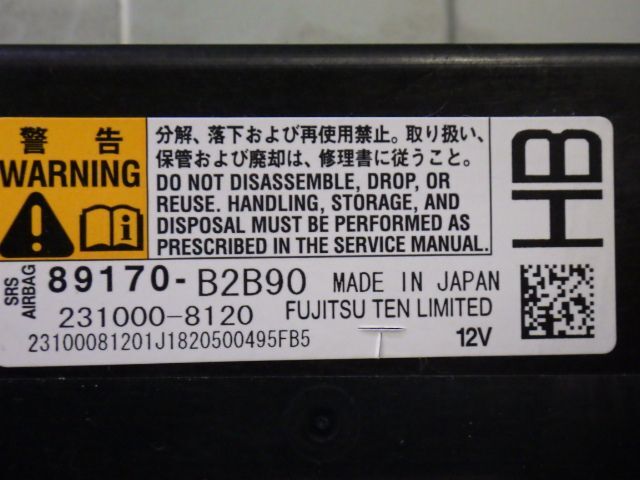 警告
WARNING
分解、落下および再使用禁止。取り扱い、
保管および廃却は、修理書に従うこと。
DO NOT DISASSEMBLE, DROP, OR
REUSE. HANDLING, STORAGE, AND
DISPOSAL MUST BE PERFORMED AS
PRESCRIBED IN THE SERVICE MANUAL.
HB
SRS
AIRBAG
89170-B2B90 MADE IN JAPAN
231000-8120 FUJITSU TEN LIMITED
23100081201J1820500495FB5 12V